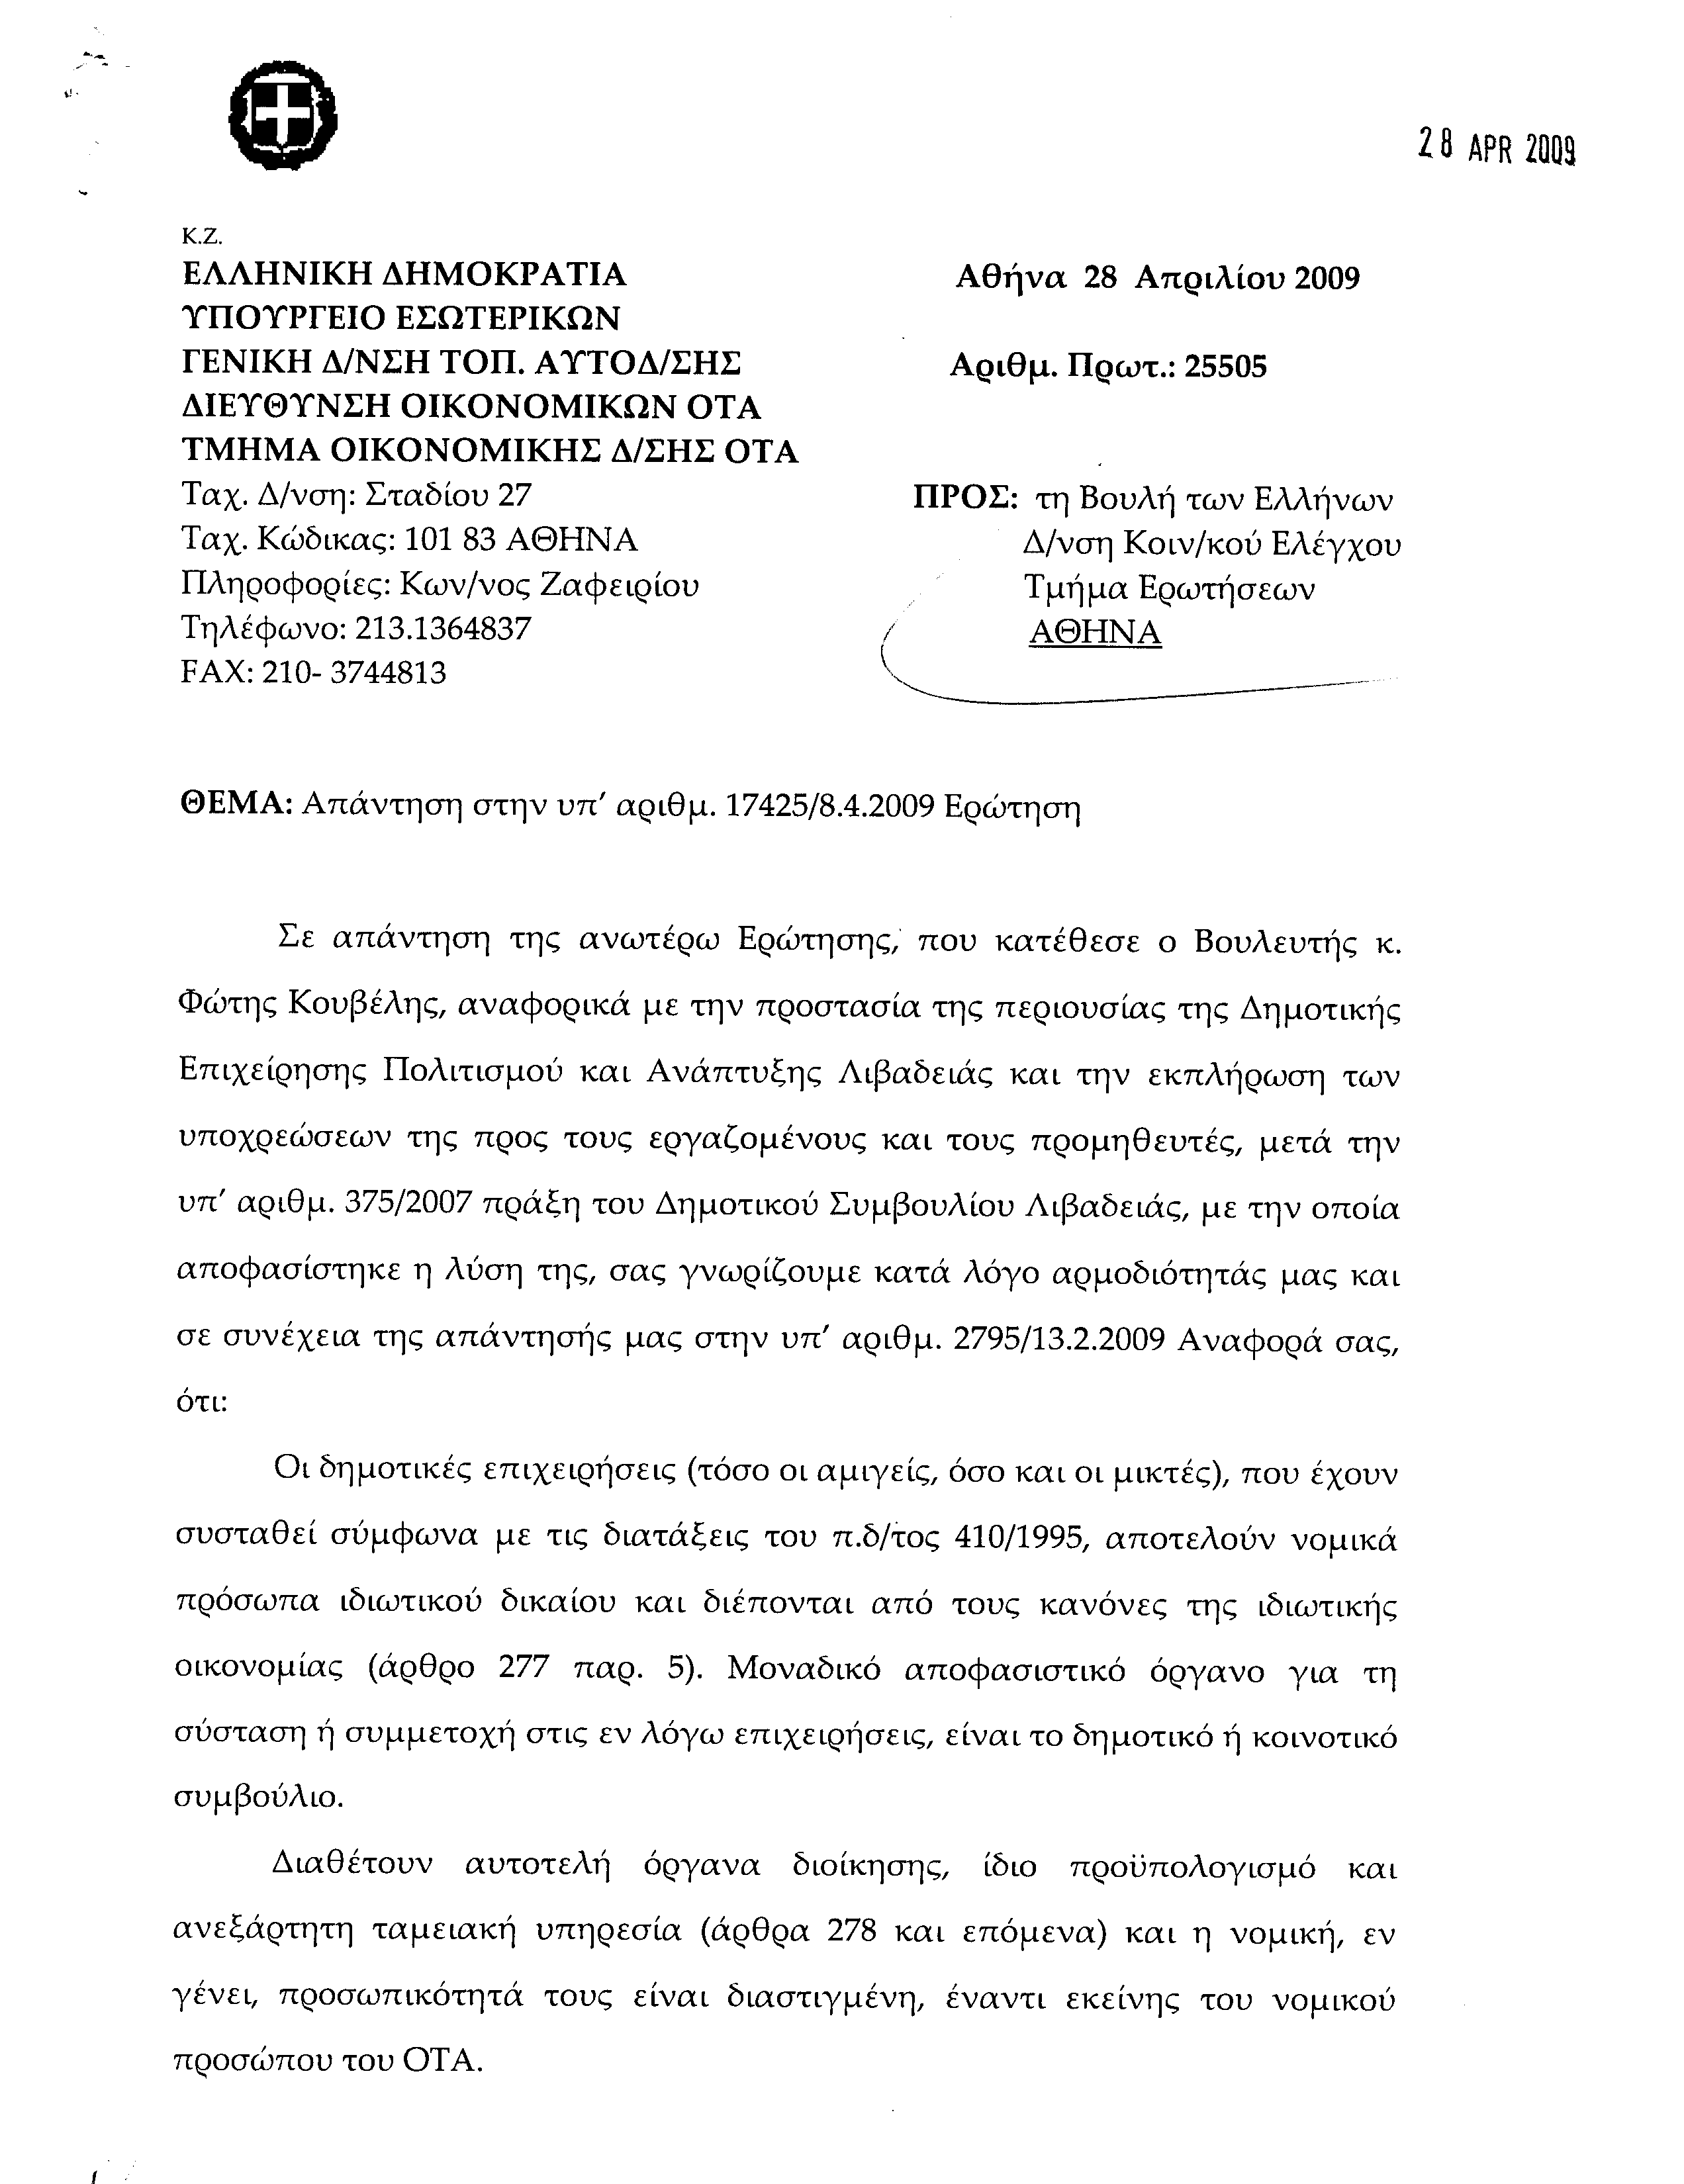 28 APR 2009
Κ.Ζ.
ΕΛΛΗΝΙΚΗ ΔΗΜΟΚΡΑΤΙΑ
ΥΠΟΥΡΓΕΙΟ ΕΣΩΤΕΡΙΚΩΝ
ΓΕΝΙΚΗ Δ/ΝΣΗ ΤΟΠ. ΑΥΤΟΔ/ΣΗΣ
ΔΙΕΥΘΥΝΣΗ ΟΙΚΟΝΟΜΙΚΩΝ ΟΤΑ
ΤΜΗΜΑ ΟΙΚΟΝΟΜΙΚΗΣ Δ/ΣΗΣ ΟΤΑ
Ταχ. Δ/νση: Σταδίου 27
Ταχ. Κώδικας: 101 83 ΑΘΗΝΑ
Πληροφορίες: Κων/νος Ζαφειρίου
Τηλέφωνο: 213.1364837
FAX: 210- 3744813
Αθήνα 28 Απριλίου 2009
Αριθμ. Πρωτ.: 25505
ΠΡΟΣ: τη Βουλή των Ελλήνων
Δ/νση Κοιν/κού Ελέγχου
Τμήμα Ερωτήσεων
ΑΘΗΝΑ
ΘΕΜΑ: Απάντηση στην υπ' αριθμ. 17425/8.4.2009 Ερώτηση
Σε απάντηση της ανωτέρω Ερώτησης, που κατέθεσε ο Βουλευτής κ.
Φώτης Κουβέλης, αναφορικά με την προστασία της περιουσίας της Δημοτικής
Επιχείρησης Πολιτισμού και Ανάπτυξης Λιβαδειάς και την εκπλήρωση των
υποχρεώσεων της προς τους εργαζομένους και τους προμηθευτές, μετά την
υπ' αριθμ. 375/2007 πράξη του Δημοτικού Συμβουλίου Λιβαδειάς, με την οποία
αποφασίστηκε η λύση της, σας γνωρίζουμε κατά λόγο αρμοδιότητάς μας και
σε συνέχεια της απάντησής μας στην υπ' αριθμ. 2795/13.2.2009 Αναφορά σας,
ότι:
Οι δημοτικές επιχειρήσεις (τόσο οι αμιγείς, όσο και οι μικτές), που έχουν
συσταθεί σύμφωνα με τις διατάξεις του π.δ/τος 410/1995, αποτελούν νομικά
πρόσωπα ιδιωτικού δικαίου και διέπονται από τους κανόνες της ιδιωτικής
οικονομίας (άρθρο 277 παρ. 5). Μοναδικό αποφασιστικό όργανο για τη
σύσταση ή συμμετοχή στις εν λόγω επιχειρήσεις, είναι το δημοτικό ή κοινοτικό
συμβούλιο.
Διαθέτουν αυτοτελή όργανα διοίκησης, ίδιο προϋπολογισμό και
ανεξάρτητη ταμειακή υπηρεσία (άρθρα 278 και επόμενα) και η νομική, εν
γένει, προσωπικότητά τους είναι διαστιγμένη, έναντι εκείνης του νομικού
προσώπου του ΟΤΑ.